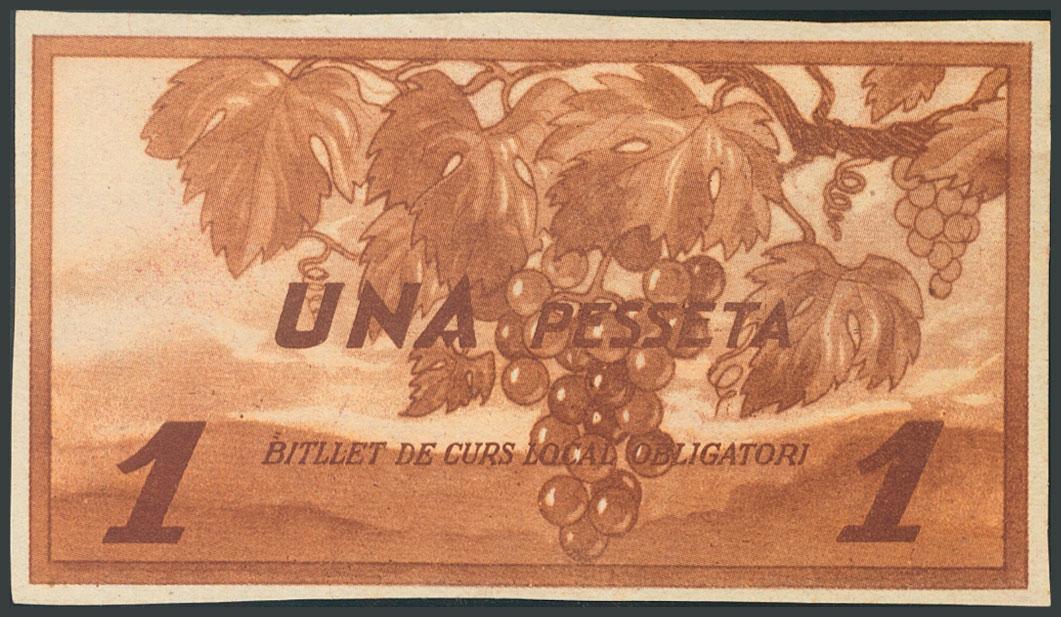 UNA PESSETA
BITLLET DE CURS LOCAL OBLIGATORI
1 1